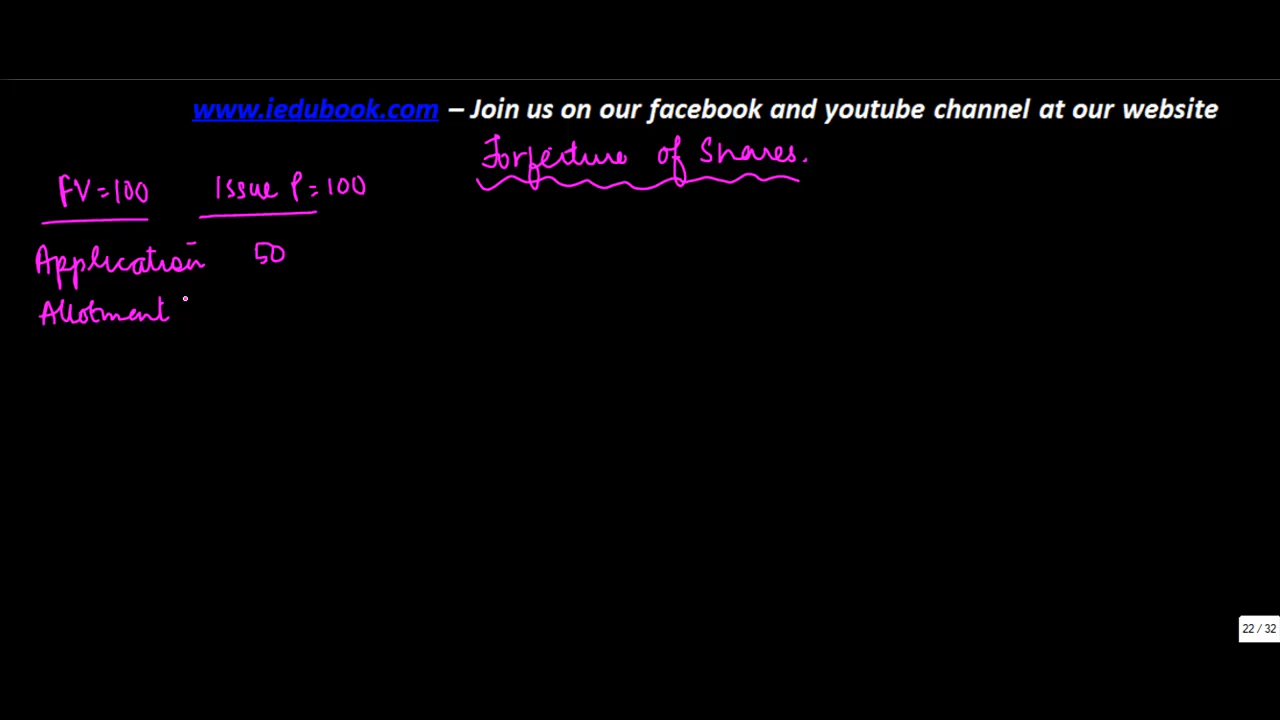 www.iedubook.com – Join us on our facebook and youtube channel at our website
Forfeiture of Shares.
FV = 100 Issue P = 100
Application 50
Allotment
22 / 32